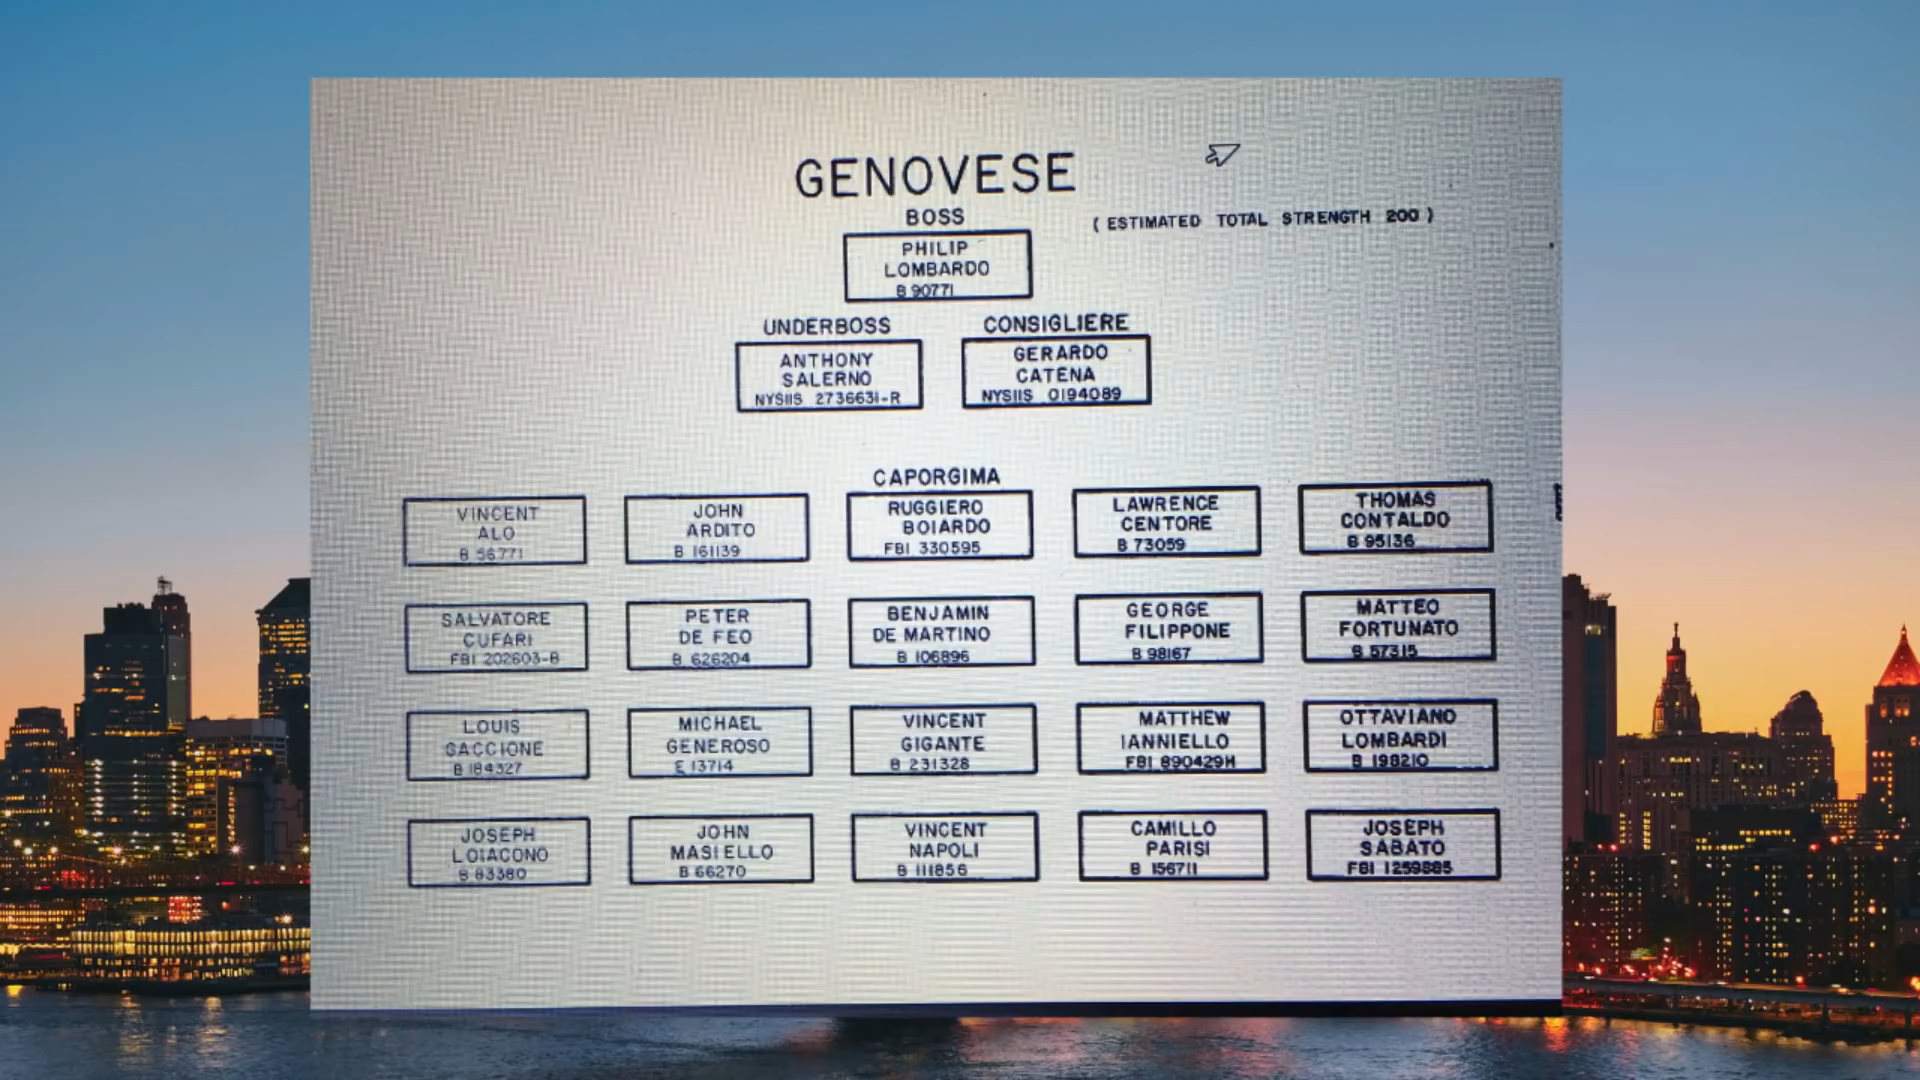 GENOVESE
BOSS
( ESTIMATED TOTAL STRENGTH 200 )
PHILIP
LOMBARDO
B 90771
UNDERBOSS
CONSIGLIERE
ANTHONY
SALERNO
NYSIIS 2736631-R
GERARDO
CATENA
NYSIIS 0194089
CAPORGIMA
VINCENT
ALO
B 56771
JOHN
ARDITO
B 161139
RUGGIERO
BOIARDO
FBI 330595
LAWRENCE
CENTORE
B 73059
THOMAS
CONTALDO
B 95136
SALVATORE
CUFARI
FBI 202603-B
PETER
DE FEO
B 626204
BENJAMIN
DE MARTINO
B 106896
GEORGE
FILIPPONE
B 98167
MATTEO
FORTUNATO
B 57315
LOUIS
GACCIONE
B 184327
MICHAEL
GENEROSO
E 13714
VINCENT
GIGANTE
B 231328
MATTHEW
IANNIELLO
FBI 890429H
OTTAVIANO
LOMBARDI
B 198210
JOSEPH
LOIACONO
B 83380
JOHN
MASIELLO
B 66270
VINCENT
NAPOLI
B 111856
CAMILLO
PARISI
B 156711
JOSEPH
SABATO
FBI 1259885